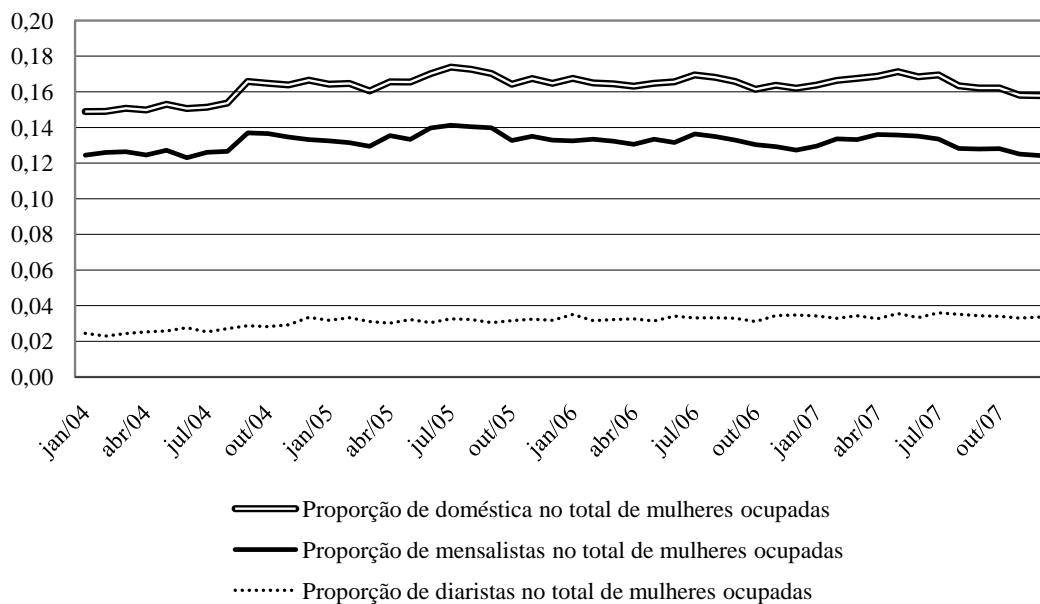 0,20
0,18
0,16
0,14
0,12
0,10
0,08
0,06
0,04
0,02
0,00
jan/04
abr/04
jul/04
out/04
jan/05
abr/05
jul/05
out/05
jan/06
abr/06
jul/06
out/06
jan/07
abr/07
jul/07
out/07
Proporção de doméstica no total de mulheres ocupadas
Proporção de mensalistas no total de mulheres ocupadas
Proporção de diaristas no total de mulheres ocupadas